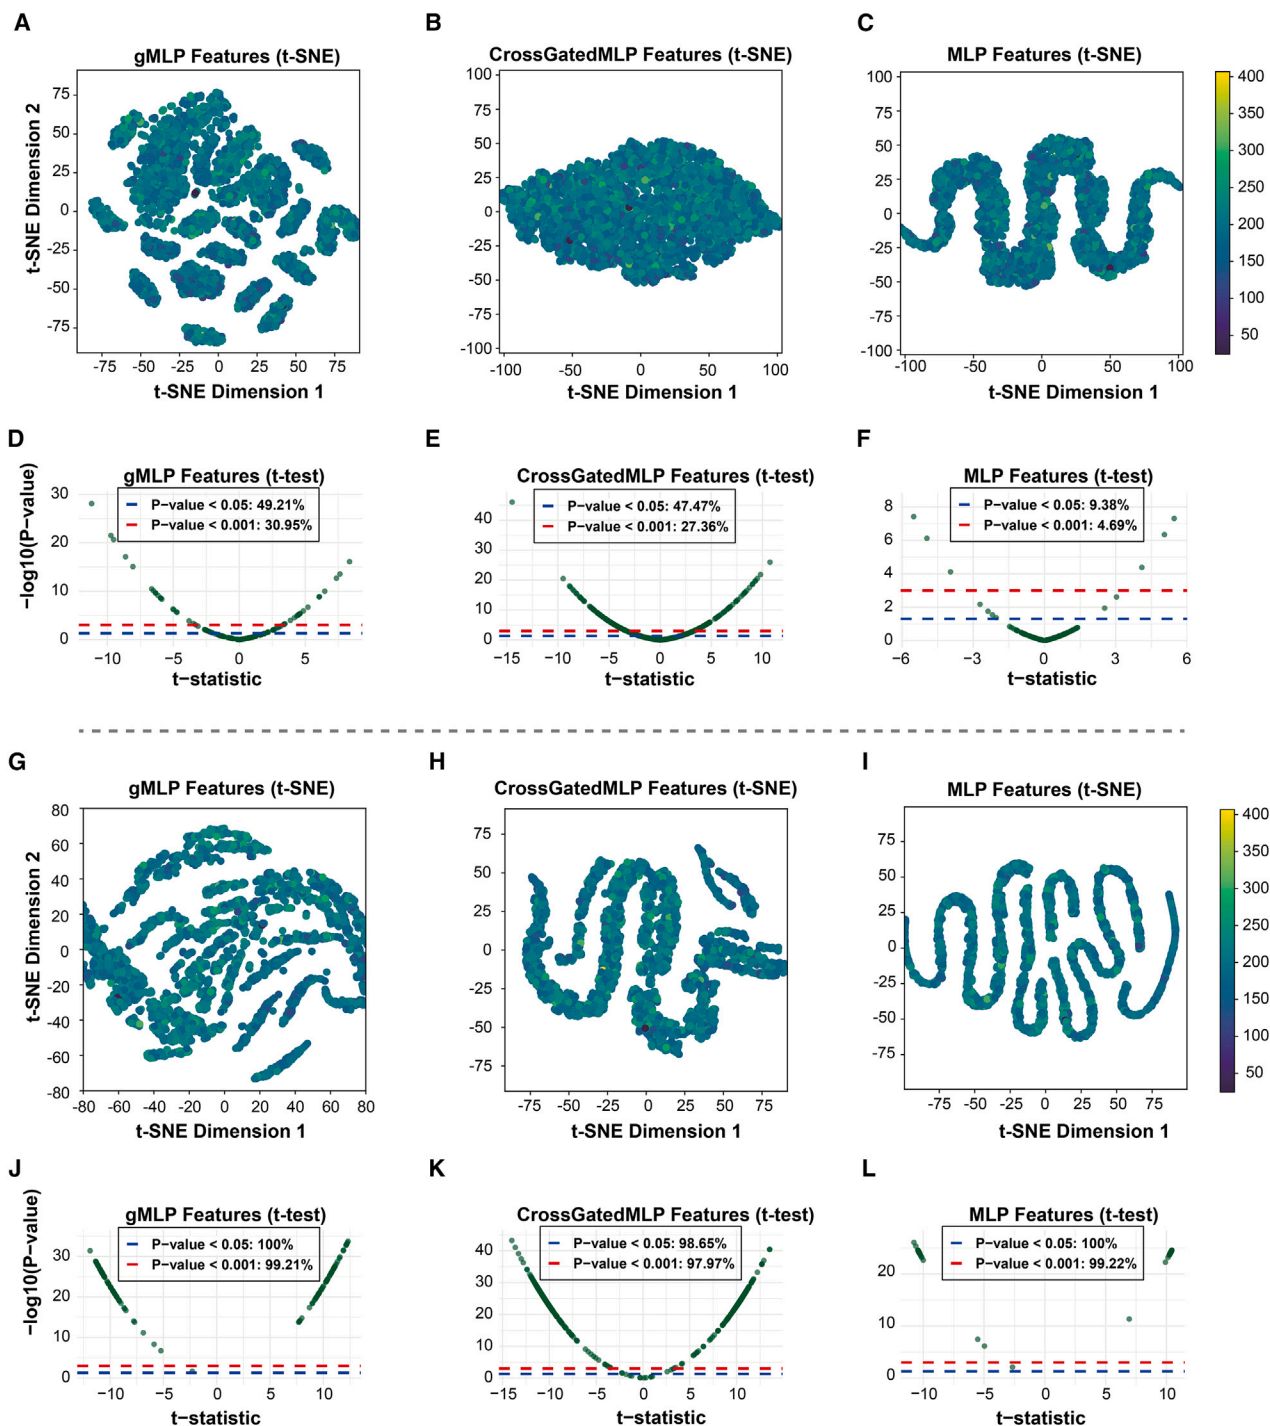 A
B
C
gMLP Features (t-SNE)
CrossGatedMLP Features (t-SNE)
MLP Features (t-SNE)
t-SNE Dimension 2
75
50
25
0
-25
-50
-75
-75 -50 -25 0 25 50 75
t-SNE Dimension 1
100
75
50
25
0
-25
-50
-75
-100
-100 -50 0 50 100
t-SNE Dimension 1
100
75
50
25
0
-25
-50
-75
-100
-100 -50 0 50 100
t-SNE Dimension 1
400
350
300
250
200
150
100
50
D
E
F
gMLP Features (t-test)
CrossGatedMLP Features (t-test)
MLP Features (t-test)
−log10(P−value)
P−value < 0.05: 49.21%
P−value < 0.001: 30.95%
30
20
10
0
−10 −5 0 5
t−statistic
P−value < 0.05: 47.47%
P−value < 0.001: 27.36%
40
30
20
10
0
−15 −10 −5 0 5 10
t−statistic
P−value < 0.05: 9.38%
P−value < 0.001: 4.69%
8
6
4
2
0
−6 −3 0 3 6
t−statistic
G
H
I
gMLP Features (t-SNE)
CrossGatedMLP Features (t-SNE)
MLP Features (t-SNE)
t-SNE Dimension 2
80
60
40
20
0
-20
-40
-60
-80
-80 -60 -40 -20 0 20 40 60 80
t-SNE Dimension 1
75
50
25
0
-25
-50
-75
-75 -50 -25 0 25 50 75
t-SNE Dimension 1
75
50
25
0
-25
-50
-75
-75 -50 -25 0 25 50 75
t-SNE Dimension 1
400
350
300
250
200
150
100
50
J
K
L
gMLP Features (t-test)
CrossGatedMLP Features (t-test)
MLP Features (t-test)
−log10(P−value)
P−value < 0.05: 100%
P−value < 0.001: 99.21%
30
20
10
0
−10 −5 0 5 10
t−statistic
P−value < 0.05: 98.65%
P−value < 0.001: 97.97%
40
30
20
10
0
−15 −10 −5 0 5 10
t−statistic
P−value < 0.05: 100%
P−value < 0.001: 99.22%
20
10
0
−10 −5 0 5 10
t−statistic